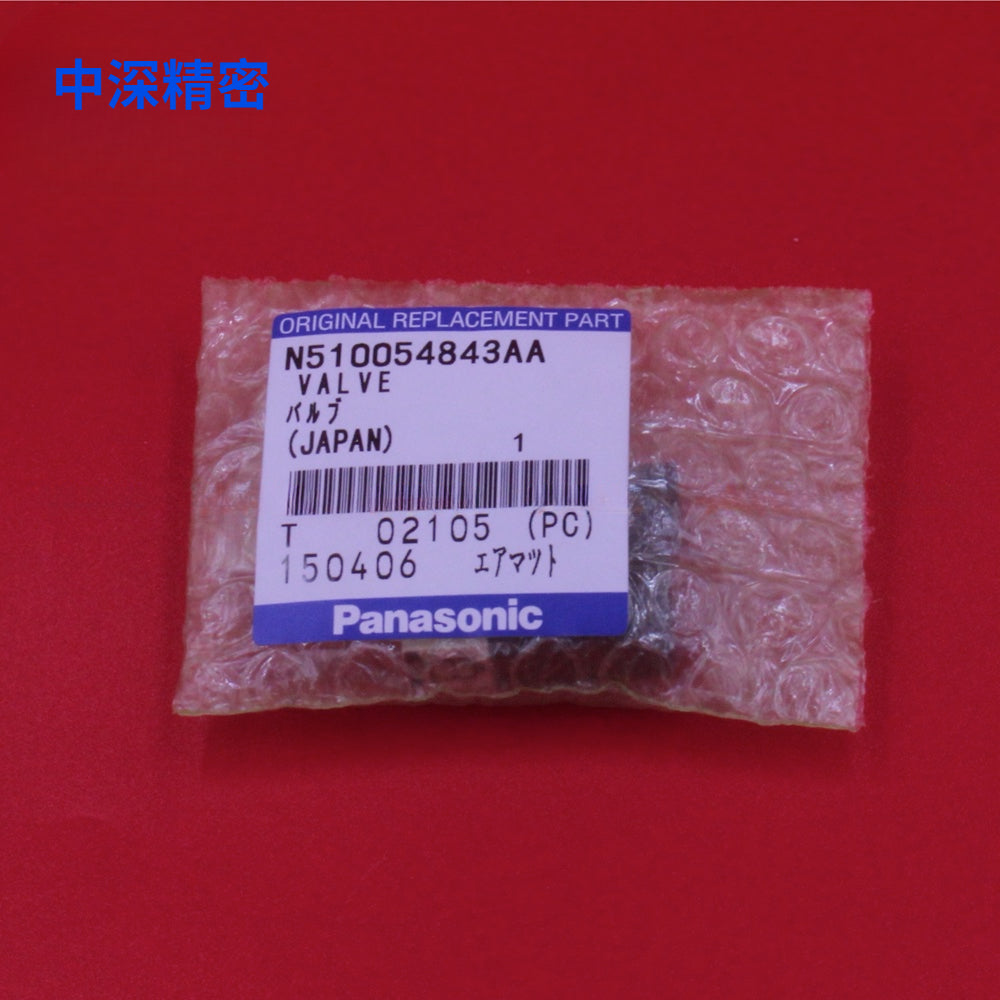 中深精密
ORIGINAL REPLACEMENT PART
N510054843AA
VALVE
バルブ
(JAPAN) 1
T 02105 (PC)
150406 エアマット
Panasonic